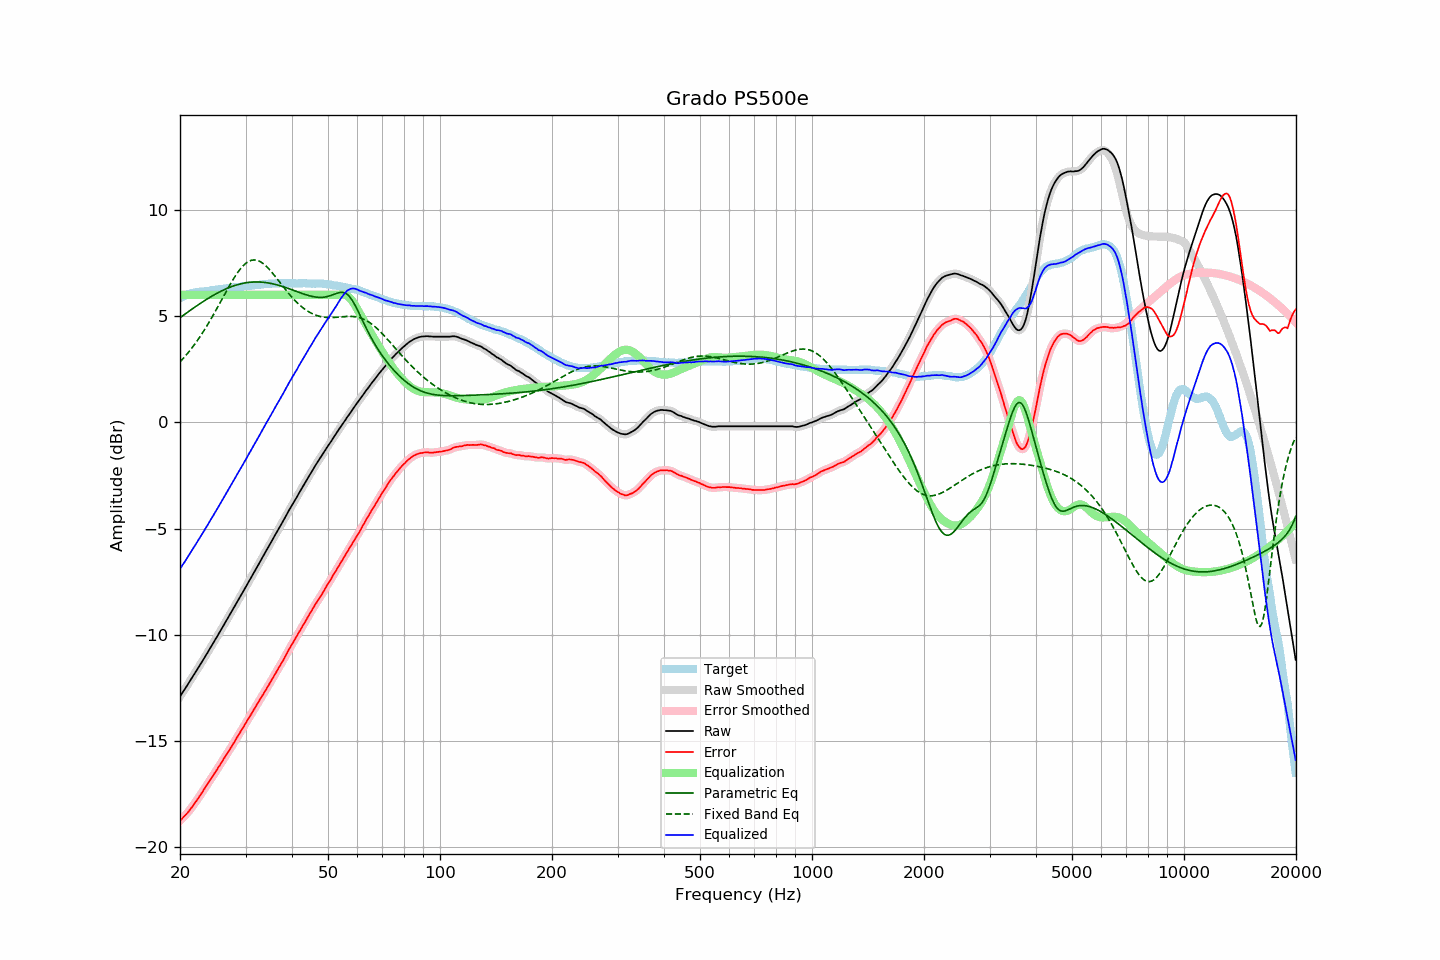 Grado PS500e
Amplitude (dBr)
10
5
0
−5
−10
−15
−20
Target
Raw Smoothed
Error Smoothed
Raw
Error
Equalization
Parametric Eq
Fixed Band Eq
Equalized
20
50
100
200
500
1000
2000
5000
10000
20000
Frequency (Hz)